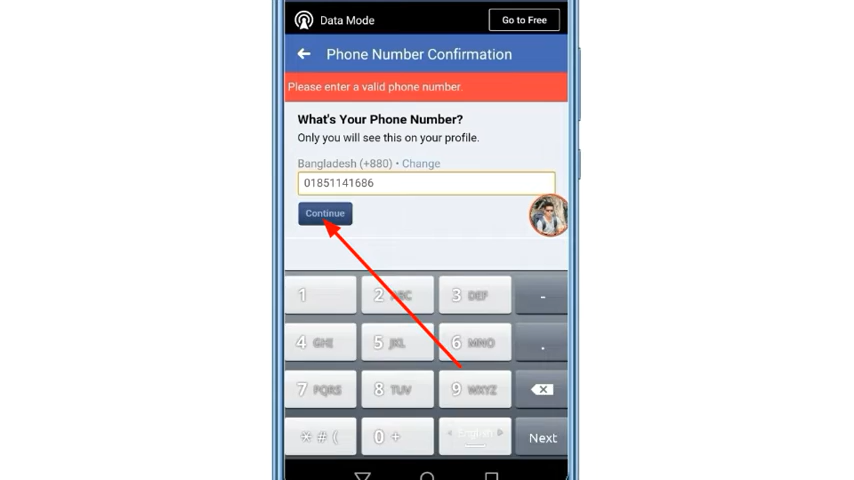 Data Mode
Go to Free
Phone Number Confirmation
Please enter a valid phone number.
What's Your Phone Number?
Only you will see this on your profile.
Bangladesh (+880) • Change
01851141686
Continue
1 2 ABC 3 DEF -
4 GHI 5 JKL 6 MNO .
7 PQRS 8 TUV 9 WXYZ
* # ( 0 + English Next